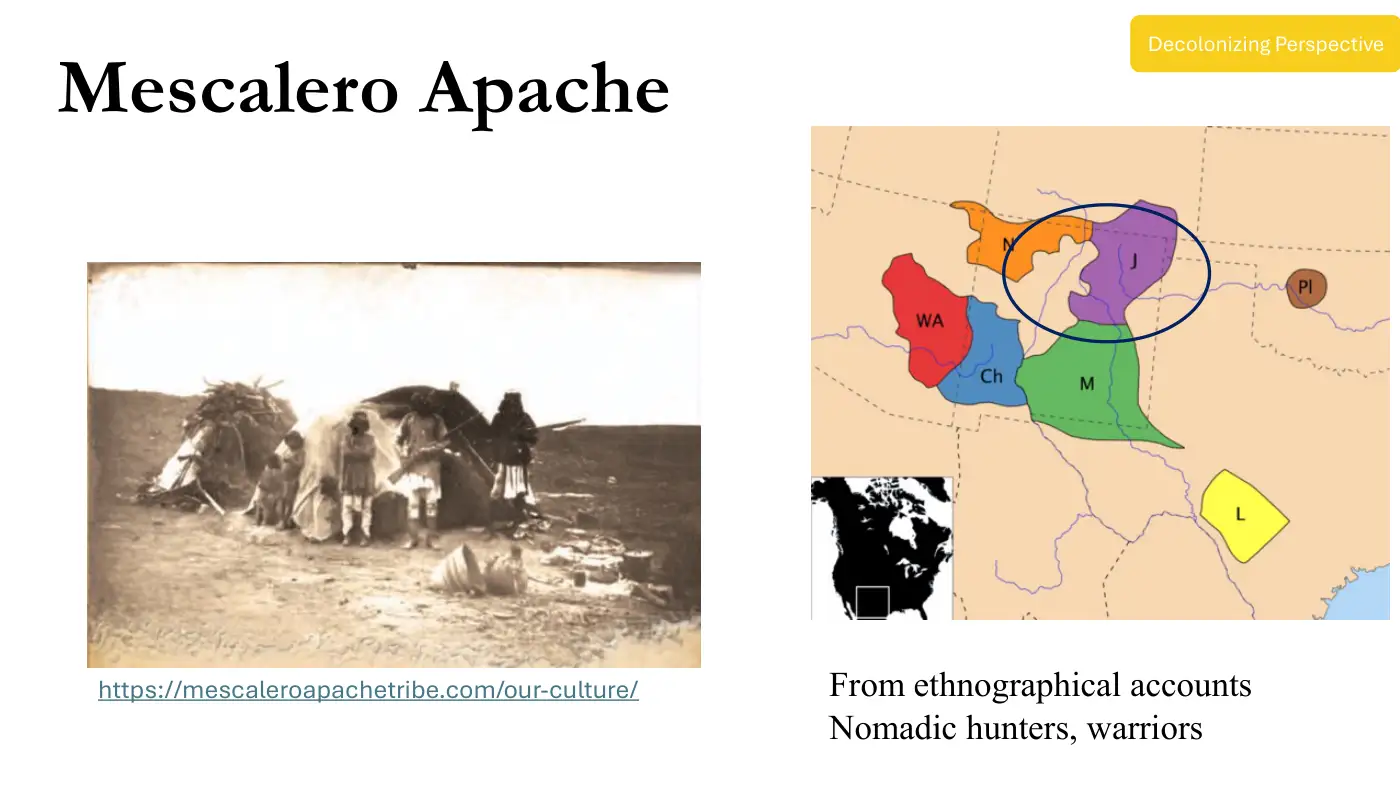 Decolonizing Perspective
Mescalero Apache
N
J
Pl
WA
Ch
M
L
https://mescaleroapachetribe.com/our-culture/
From ethnographical accounts
Nomadic hunters, warriors